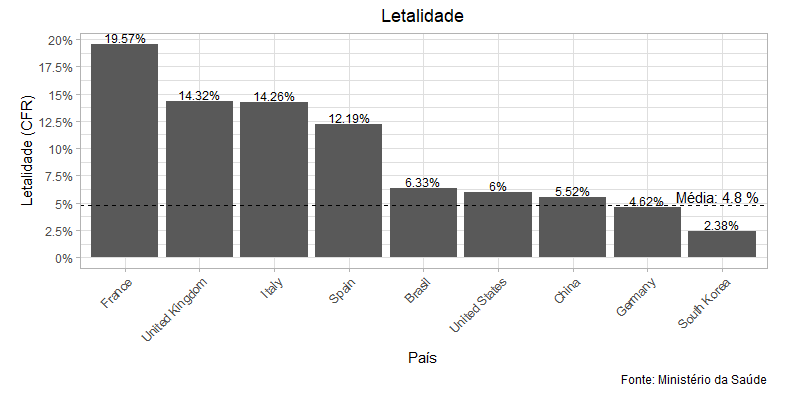 Letalidade
Letalidade (CFR)
20%
17.5%
15%
12.5%
10%
7.5%
5%
2.5%
0%
19.57%
14.32%
14.26%
12.19%
6.33%
6%
5.52%
4.62%
2.38%
Média: 4.8 %
France
United Kingdom
Italy
Spain
Brasil
United States
China
Germany
South Korea
País
Fonte: Ministério da Saúde